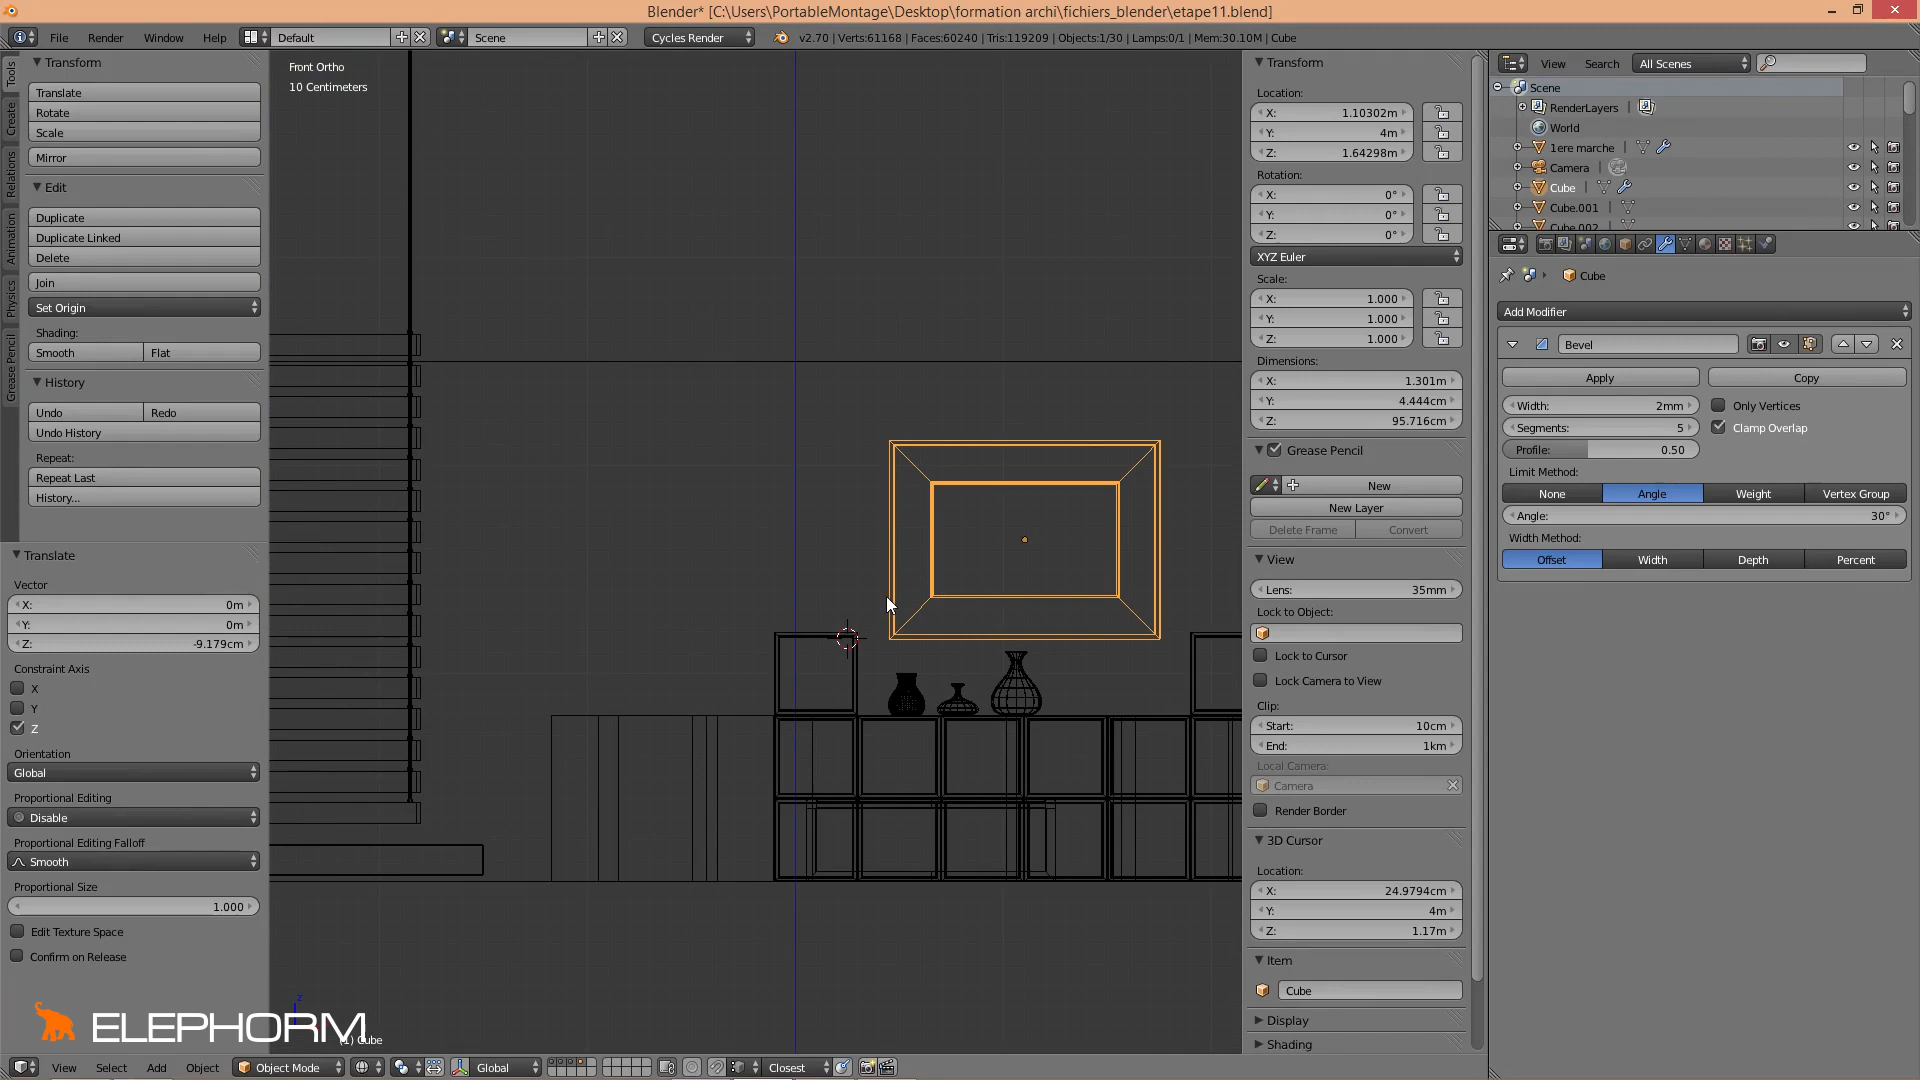 Blender* [C:\Users\PortableMontage\Desktop\formation archi\fichiers_blender\etape11.blend]
File Render Window Help Default Scene Cycles Render v2.70 | Verts:61168 | Faces:60240 | Tris:119209 | Objects:1/30 | Lamps:0/1 | Mem:30.10M | Cube
Tools
Create
Relations
Animation
Physics
Grease Pencil
Transform
Translate
Rotate
Scale
Mirror
Edit
Duplicate
Duplicate Linked
Delete
Join
Set Origin
Shading:
Smooth Flat
History
Undo Redo
Undo History
Repeat:
Repeat Last
History...
Translate
Vector
X: 0m
Y: 0m
Z: -9.179cm
Constraint Axis
X
Y
Z
Orientation
Global
Proportional Editing
Disable
Proportional Editing Falloff
Smooth
Proportional Size
1.000
Edit Texture Space
Confirm on Release
ELEPHORM
Front Ortho
10 Centimeters
z
(1) Cube
View Select Add Object Object Mode Global Closest
Transform
Location:
X: 1.10302m
Y: 4m
Z: 1.64298m
Rotation:
X: 0°
Y: 0°
Z: 0°
XYZ Euler
Scale:
X: 1.000
Y: 1.000
Z: 1.000
Dimensions:
X: 1.301m
Y: 4.444cm
Z: 95.716cm
Grease Pencil
New
New Layer
Delete Frame Convert
View
Lens: 35mm
Lock to Object:
Lock to Cursor
Lock Camera to View
Clip:
Start: 10cm
End: 1km
Local Camera:
Camera
Render Border
3D Cursor
Location:
X: 24.9794cm
Y: 4m
Z: 1.17m
Item
Cube
Display
Shading
View Search All Scenes
Scene
RenderLayers
World
1ere marche
Camera
Cube
Cube.001
Cube.002
Cube
Add Modifier
Bevel
Apply Copy
Width: 2mm Only Vertices
Segments: 5 Clamp Overlap
Profile: 0.50
Limit Method:
None Angle Weight Vertex Group
Angle: 30°
Width Method:
Offset Width Depth Percent